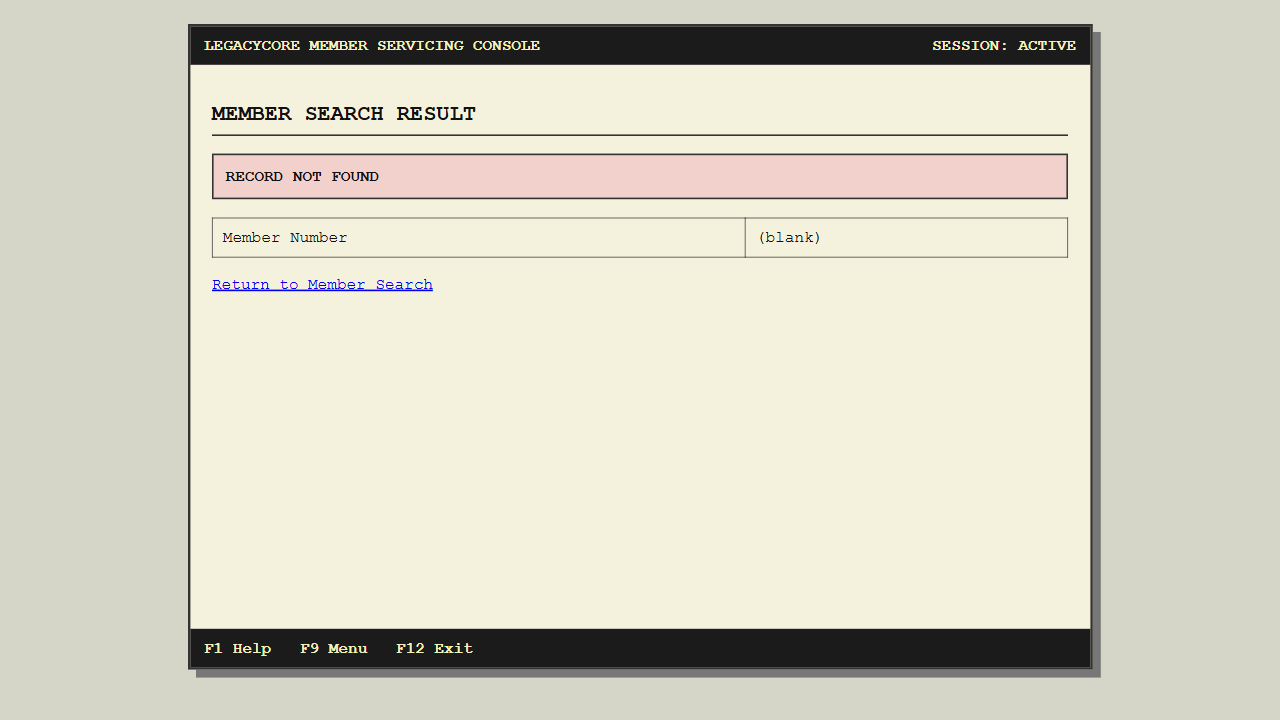 LEGACYCORE MEMBER SERVICING CONSOLE SESSION: ACTIVE
MEMBER SEARCH RESULT
RECORD NOT FOUND
Member Number (blank)
Return to Member Search
F1 Help F9 Menu F12 Exit